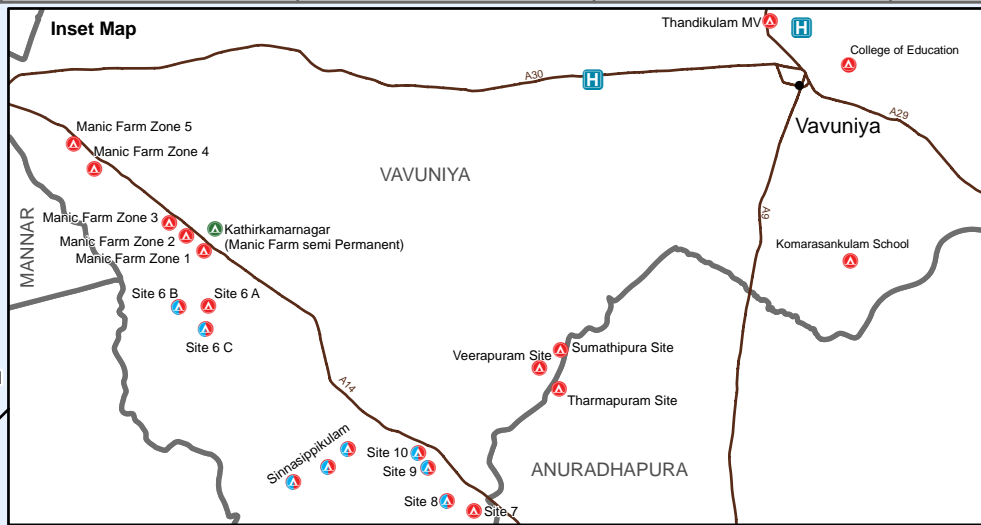 Inset Map
Thandikulam MV
H
College of Education
A30
H
Vavuniya
A29
Manic Farm Zone 5
Manic Farm Zone 4
VAVUNIYA
MANNAR
Manic Farm Zone 3
Kathirkamarnagar
(Manic Farm semi Permanent)
Manic Farm Zone 2
Manic Farm Zone 1
A9
Komarasankulam School
Site 6 B
Site 6 A
Site 6 C
Sumathipura Site
Veerapuram Site
Tharmapuram Site
A14
Sinnasippikulam
Site 10
Site 9
ANURADHAPURA
Site 8
Site 7